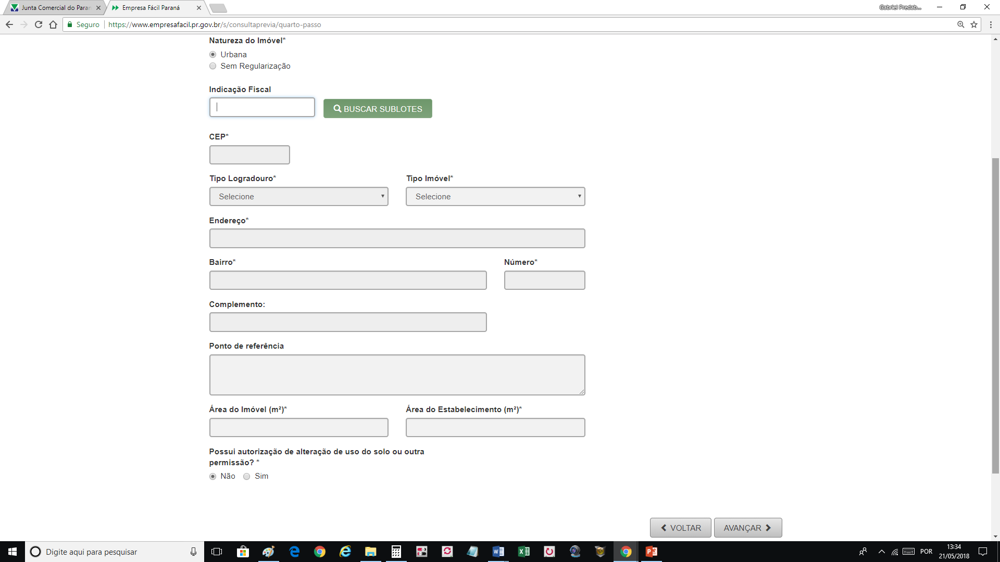 Junta Comercial do Paran
Empresa Fácil Paraná
Gabriel Predab...
Seguro
https://www.empresafacil.pr.gov.br/s/consultaprevia/quarto-passo
Natureza do Imóvel*
Urbana
Sem Regularização
Indicação Fiscal
BUSCAR SUBLOTES
CEP*
Tipo Logradouro* Tipo Imóvel*
Selecione Selecione
Endereço*
Bairro* Número*
Complemento:
Ponto de referência
Área do Imóvel (m²)* Área do Estabelecimento (m²)*
Possui autorização de alteração de uso do solo ou outra
permissão? *
Não Sim
VOLTAR AVANÇAR
Digite aqui para pesquisar
POR
13:34
21/05/2018